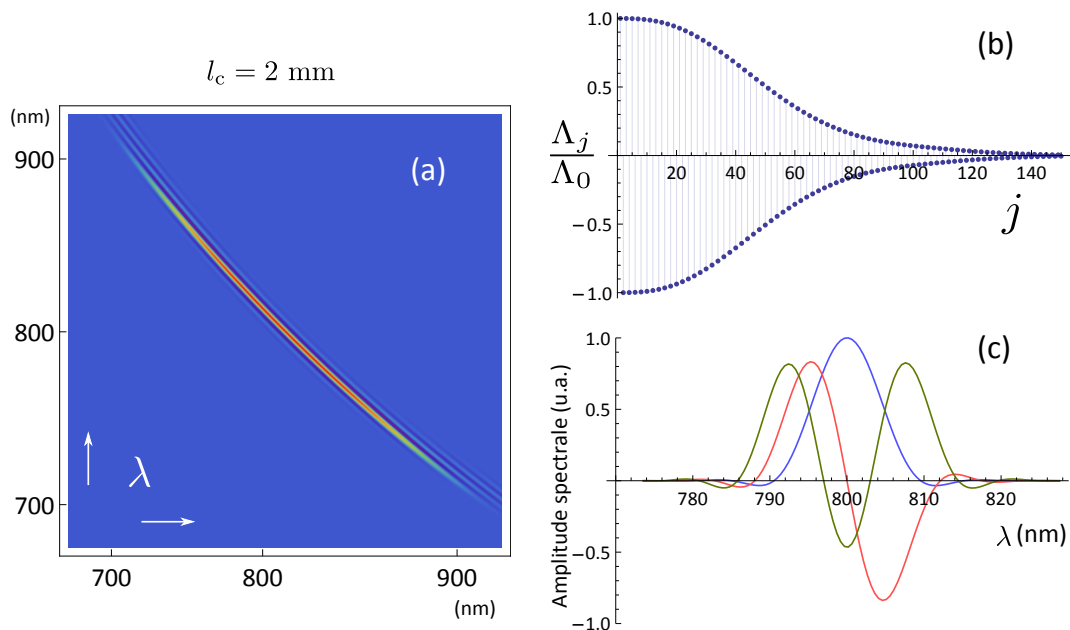 l_c = 2 mm
(nm)
900
800
700
(a)
λ
700 800 900
(nm)
(b)
1.0
0.5
Λj
Λ0
20 40 60 80 100 120 140
j
−0.5
−1.0
(c)
1.0
0.5
Amplitude spectrale (u.a.)
780 790 800 810 820
λ (nm)
−0.5
−1.0